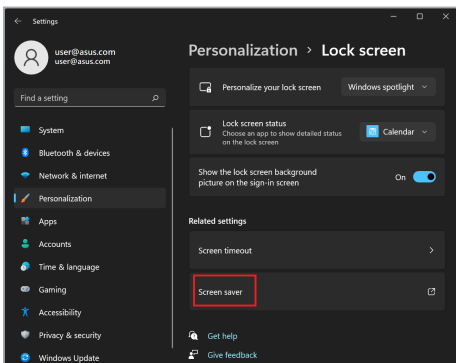 Settings
user@asus.com
user@asus.com
Find a setting
System
Bluetooth & devices
Network & internet
Personalization
Apps
Accounts
Time & language
Gaming
Accessibility
Privacy & security
Windows Update
Personalization > Lock screen
Personalize your lock screen
Windows spotlight
Lock screen status
Choose an app to show detailed status
on the lock screen
Calendar
Show the lock screen background
picture on the sign-in screen
On
Related settings
Screen timeout
Screen saver
Get help
Give feedback